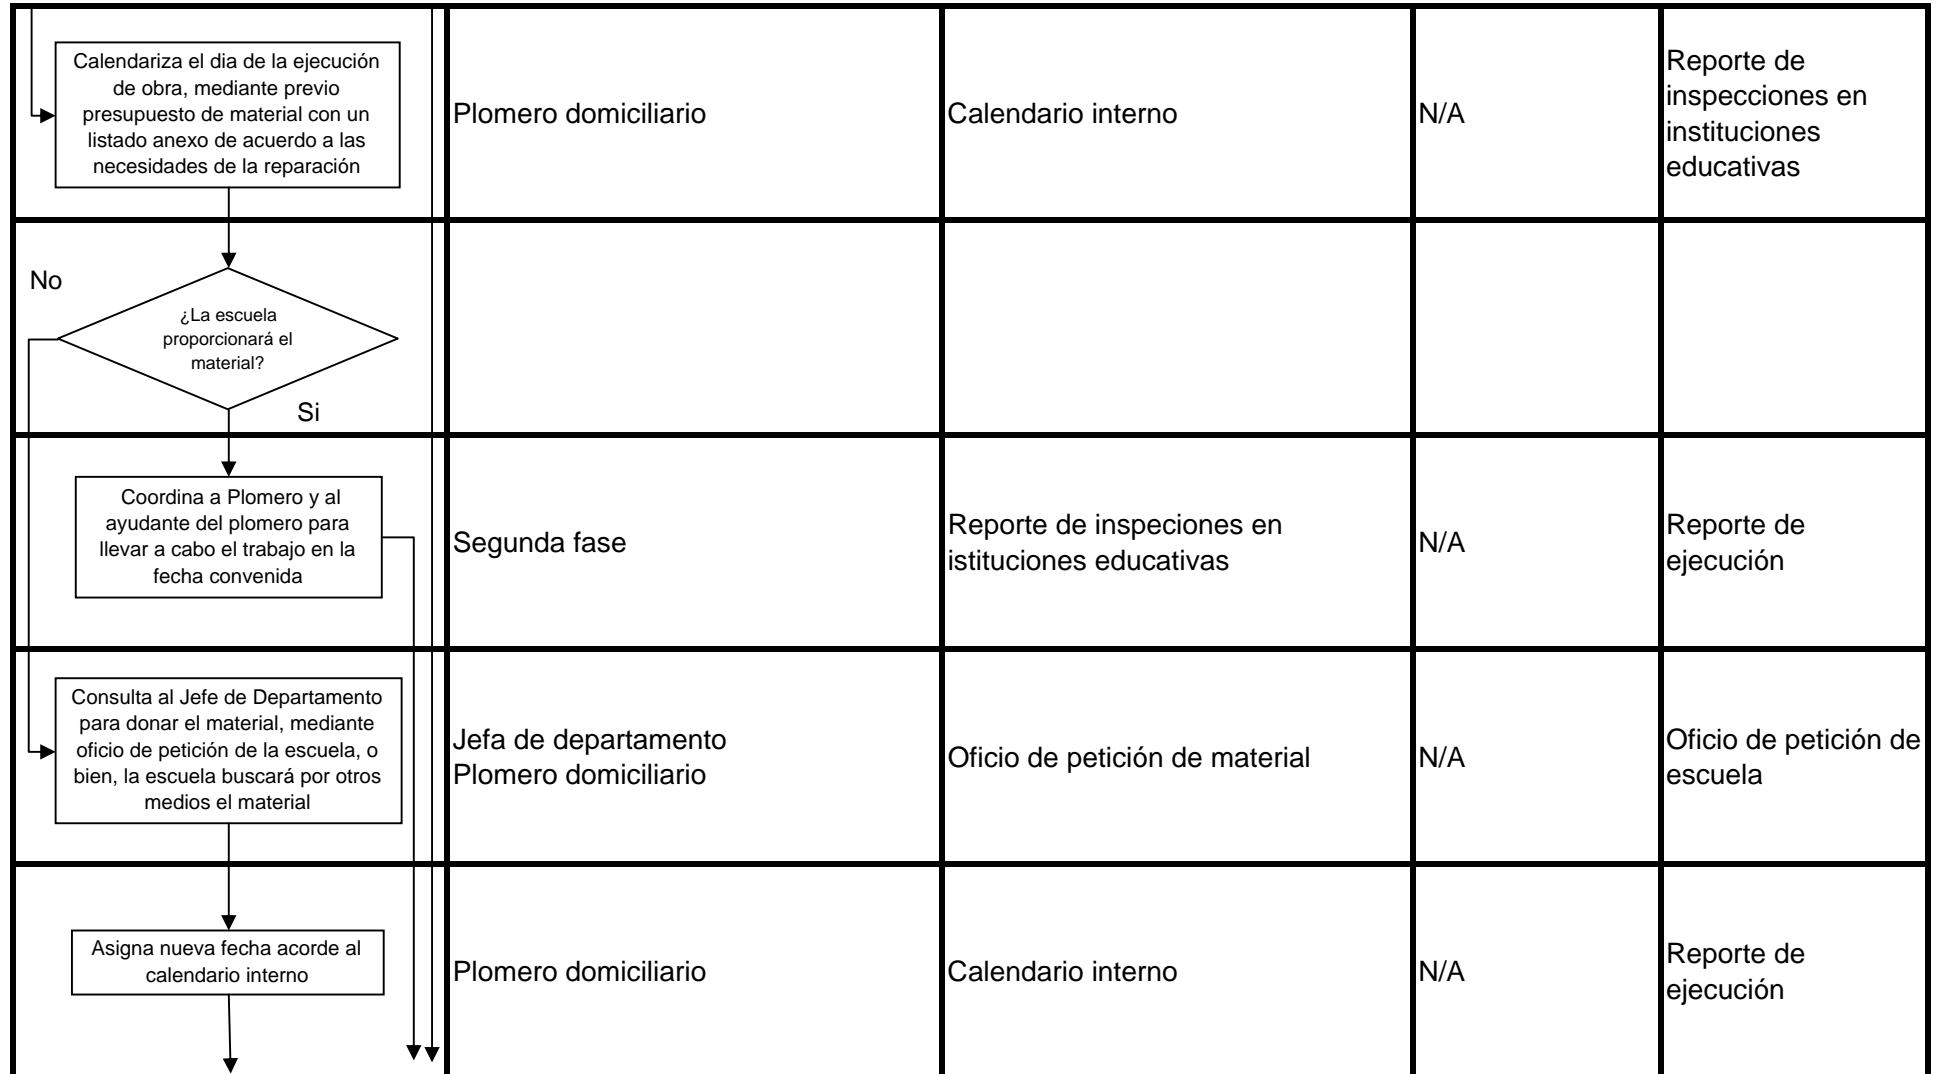 Calendariza el dia de la ejecución
de obra, mediante previo
presupuesto de material con un
listado anexo de acuerdo a las
necesidades de la reparación
Plomero domiciliario
Calendario interno
N/A
Reporte de
inspecciones en
instituciones
educativas
No
¿La escuela
proporcionará el
material?
Si
Coordina a Plomero y al
ayudante del plomero para
llevar a cabo el trabajo en la
fecha convenida
Segunda fase
Reporte de inspeciones en
istituciones educativas
N/A
Reporte de
ejecución
Consulta al Jefe de Departamento
para donar el material, mediante
oficio de petición de la escuela, o
bien, la escuela buscará por otros
medios el material
Jefa de departamento
Plomero domiciliario
Oficio de petición de material
N/A
Oficio de petición de
escuela
Asigna nueva fecha acorde al
calendario interno
Plomero domiciliario
Calendario interno
N/A
Reporte de
ejecución